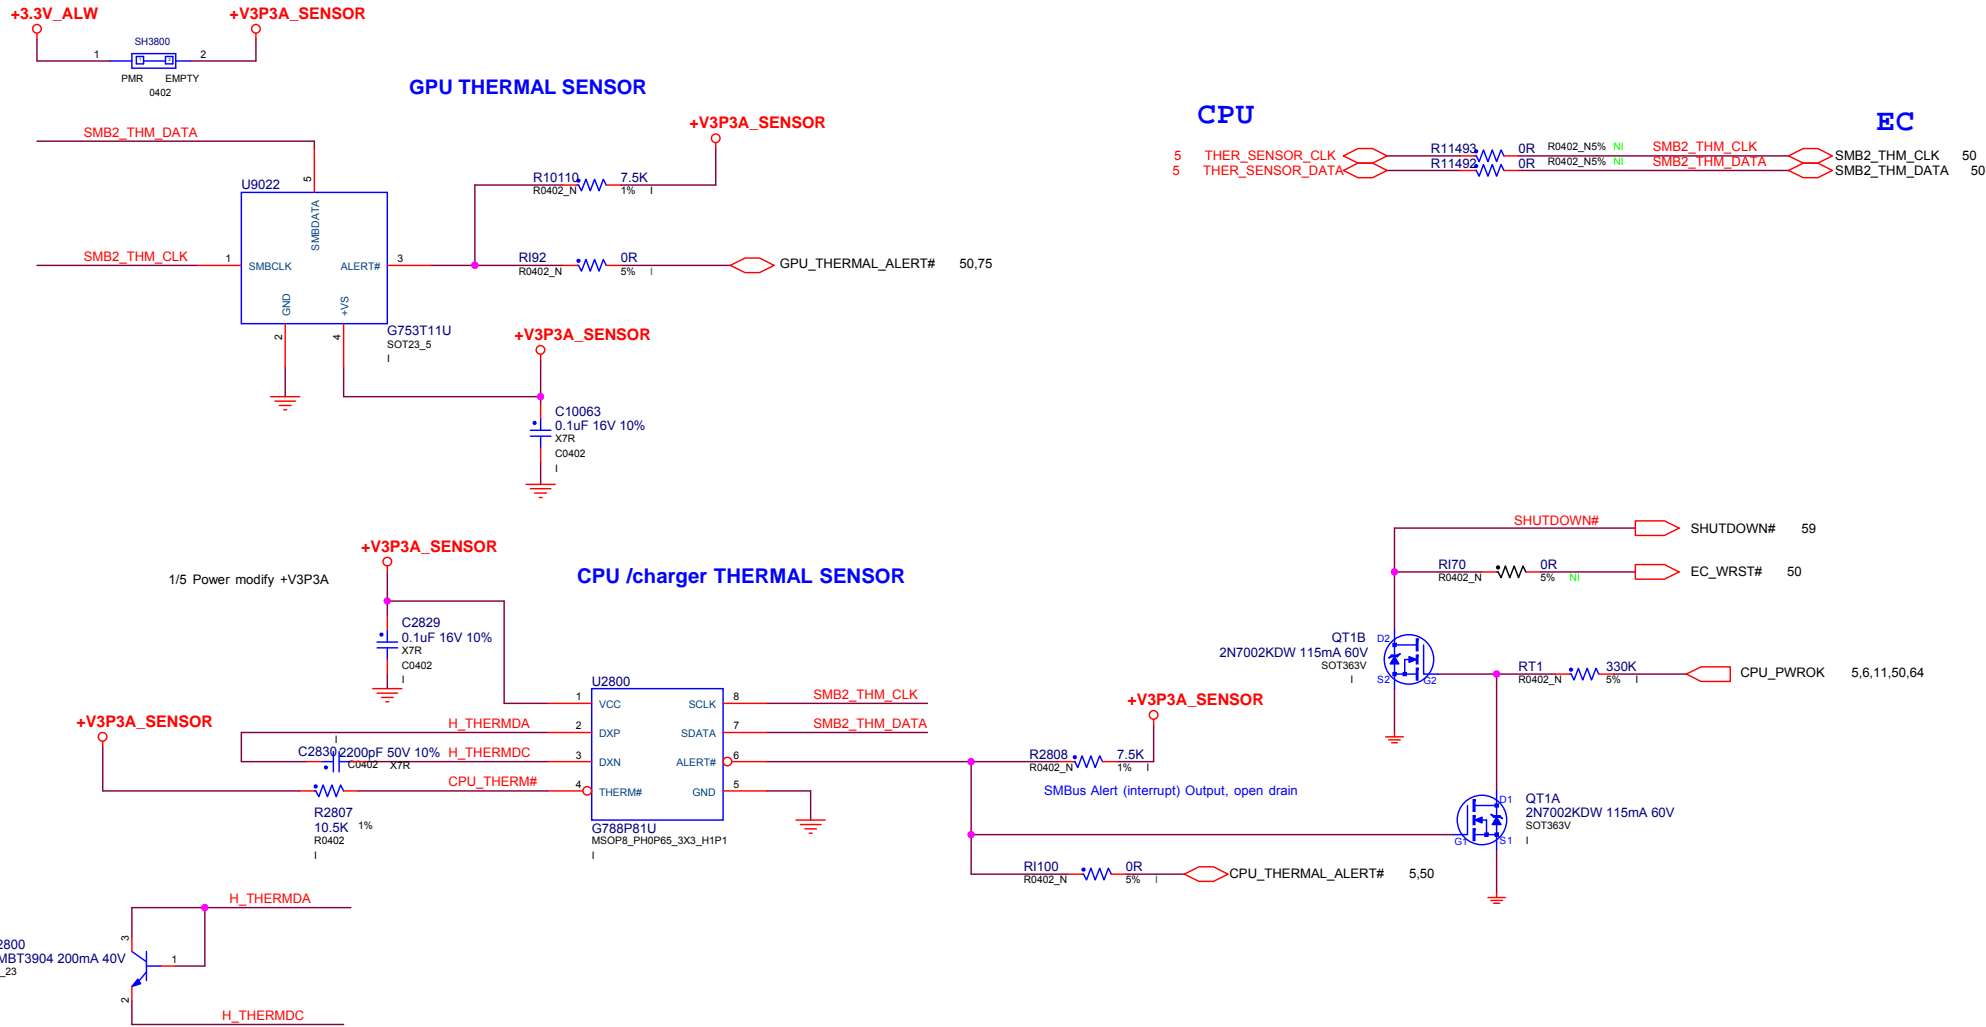 +3.3V_ALW
+V3P3A_SENSOR
SH3800
1
2
PMR EMPTY
0402
GPU THERMAL SENSOR
SMB2_THM_DATA
5
U9022
SMBDATA
SMB2_THM_CLK
1
SMBCLK
ALERT#
3
GND
+VS
2
4
G753T11U
SOT23_5
I
+V3P3A_SENSOR
R10110 7.5K
R0402_N 1% I
RI92 0R
R0402_N 5% I
GPU_THERMAL_ALERT# 50,75
+V3P3A_SENSOR
C10063
0.1uF 16V 10%
X7R
C0402
I
CPU
EC
5 THER_SENSOR_CLK R11493 0R R0402_N5% NI SMB2_THM_CLK SMB2_THM_CLK 50
5 THER_SENSOR_DATA R11492 0R R0402_N5% NI SMB2_THM_DATA SMB2_THM_DATA 50
+V3P3A_SENSOR
1/5 Power modify +V3P3A
CPU /charger THERMAL SENSOR
C2829
0.1uF 16V 10%
X7R
C0402
I
U2800
1 VCC SCLK 8 SMB2_THM_CLK
H_THERMDA 2 DXP SDATA 7 SMB2_THM_DATA
H_THERMDC 3 DXN ALERT# 6
CPU_THERM# 4 THERM# GND 5
G788P81U
MSOP8_PH0P65_3X3_H1P1
I
+V3P3A_SENSOR
I
C2830 2200pF 50V 10%
C0402 X7R
R2807
10.5K 1%
R0402
I
+V3P3A_SENSOR
R2808 7.5K
R0402_N 1% I
SMBus Alert (interrupt) Output, open drain
RI100 0R
R0402_N 5% I
CPU_THERMAL_ALERT# 5,50
SHUTDOWN#
SHUTDOWN# 59
RI70 0R
R0402_N 5% NI
EC_WRST# 50
QT1B
2N7002KDW 115mA 60V
SOT363V
I
D2
S2
G2
RT1 330K
R0402_N 5% I
CPU_PWROK 5,6,11,50,64
D1
G1
S1
QT1A
2N7002KDW 115mA 60V
SOT363V
I
H_THERMDA
2800
MBT3904 200mA 40V
_23
3
1
2
H_THERMDC